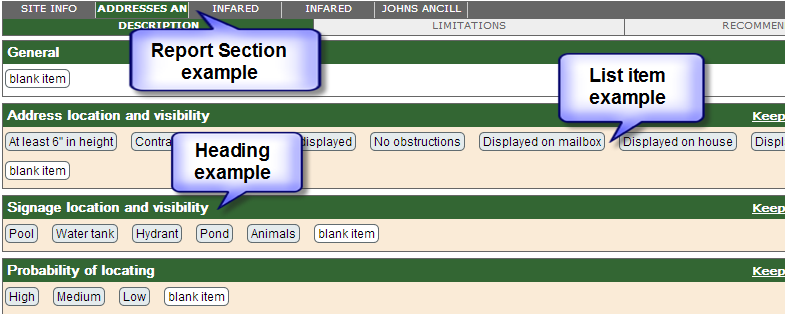 SITE INFO ADDRESSES AN INFARED INFARED JOHNS ANCILL
DESCRIPTION LIMITATIONS RECOMMEN
Report Section
example
General
blank item
List item
example
Address location and visibility Keep
At least 6" in height Contra displayed No obstructions Displayed on mailbox Displayed on house Displ
blank item
Heading
example
Signage location and visibility Keep
Pool Water tank Hydrant Pond Animals blank item
Probability of locating Keep
High Medium Low blank item